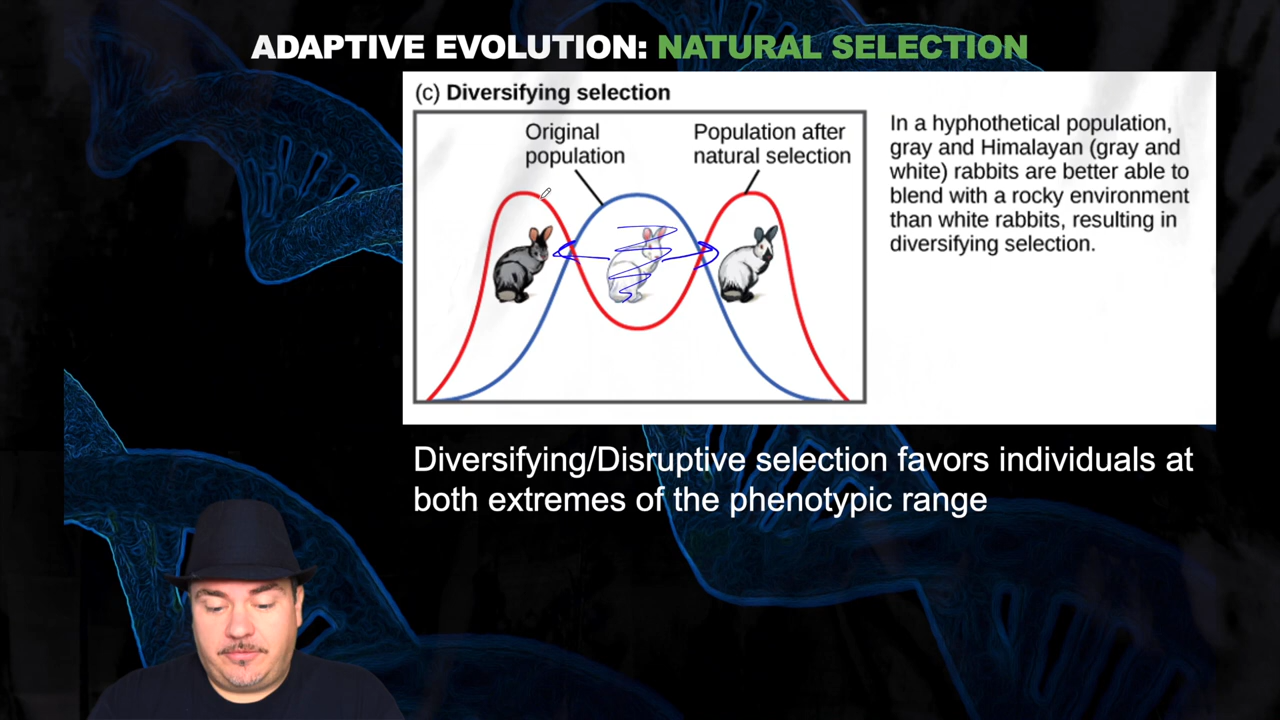 ADAPTIVE EVOLUTION: NATURAL SELECTION
(c) Diversifying selection
Original
population
Population after
natural selection
In a hyphothetical population,
gray and Himalayan (gray and
white) rabbits are better able to
blend with a rocky environment
than white rabbits, resulting in
diversifying selection.
Diversifying/Disruptive selection favors individuals at
both extremes of the phenotypic range